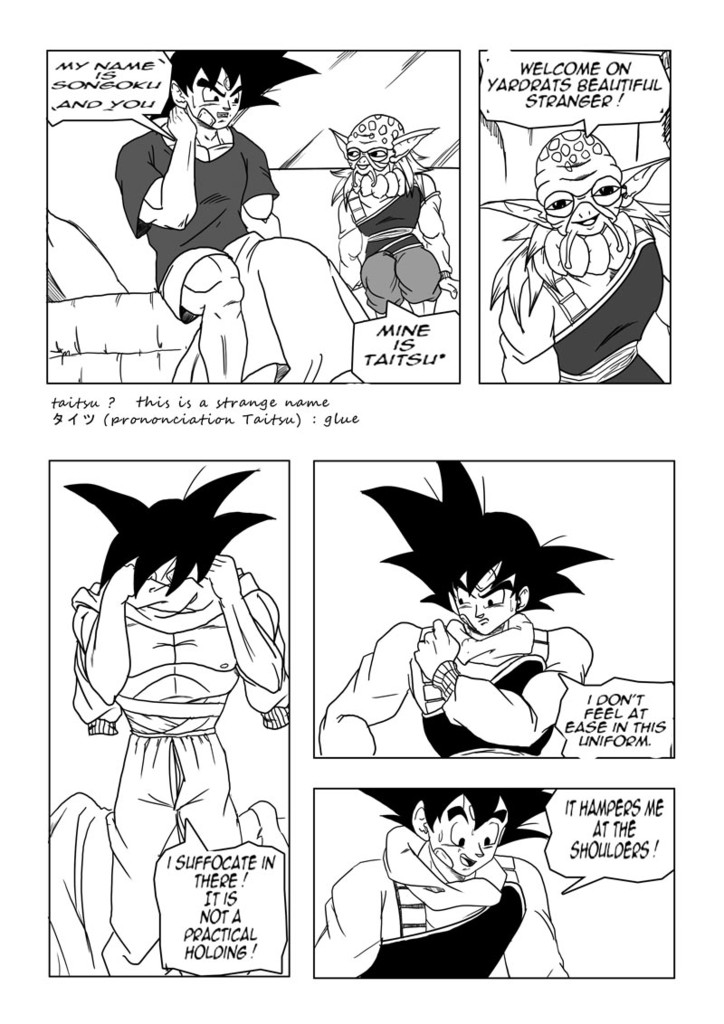 MY NAME
IS
SONGOKU
AND YOU
MINE
IS
TAITSU*
WELCOME ON
YARDRATS BEAUTIFUL
STRANGER !
taitsu ? this is a strange name
タイツ (prononciation Taitsu) : glue
I SUFFOCATE IN
THERE !
IT IS
NOT A
PRACTICAL
HOLDING !
I DON'T
FEEL AT
EASE IN THIS
UNIFORM.
IT HAMPERS ME
AT THE
SHOULDERS !